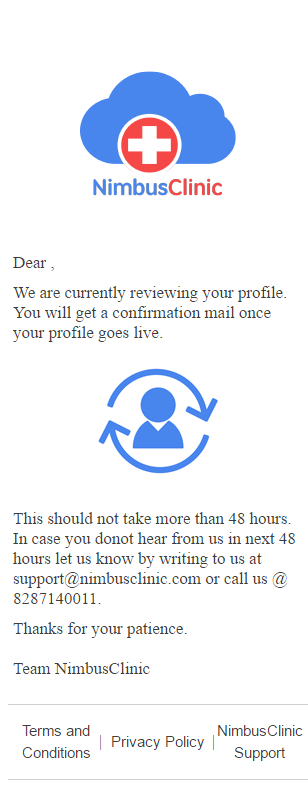 NimbusClinic
Dear ,
We are currently reviewing your profile.
You will get a confirmation mail once
your profile goes live.
This should not take more than 48 hours.
In case you donot hear from us in next 48
hours let us know by writing to us at
support@nimbusclinic.com or call us @
8287140011.
Thanks for your patience.
Team NimbusClinic
Terms and Conditions | Privacy Policy | NimbusClinic Support